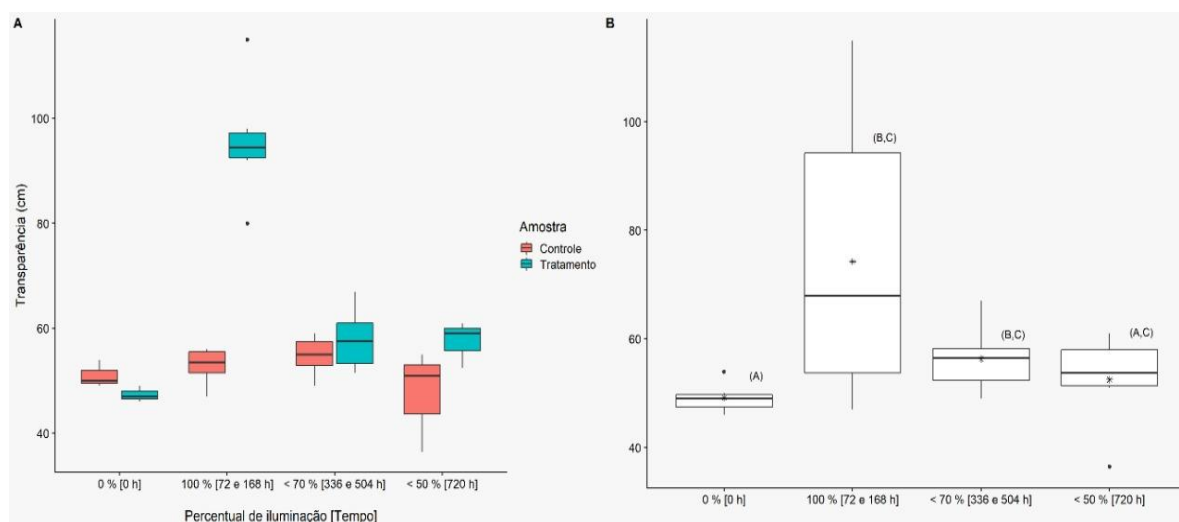 A
Transparência (cm)
100
80
60
40
0 % [0 h]
100 % [72 e 168 h]
< 70 % [336 e 504 h]
< 50 % [720 h]
Percentual de iluminação [Tempo]
Amostra
Controle
Tratamento
B
100
80
60
40
(A)
(B,C)
(B,C)
(A,C)
0 % [0 h]
100 % [72 e 168 h]
< 70 % [336 e 504 h]
< 50 % [720 h]